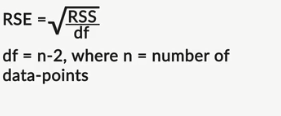 RSE = √RSS
df
df = n-2, where n = number of
data-points